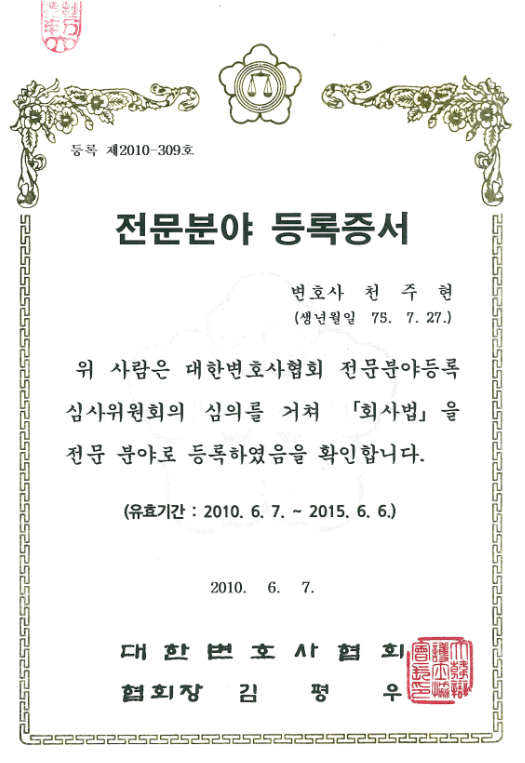 등록 제2010-309호
전문분야 등록증서
변호사 천 주 현
(생년월일 75. 7. 27.)
위 사람은 대한변호사협회 전문분야등록
심사위원회의 심의를 거쳐 「회사법」을
전문 분야로 등록하였음을 확인합니다.
(유효기간 : 2010. 6. 7. ~ 2015. 6. 6.)
2010. 6. 7.
대한변호사협회
협회장 김 평 우